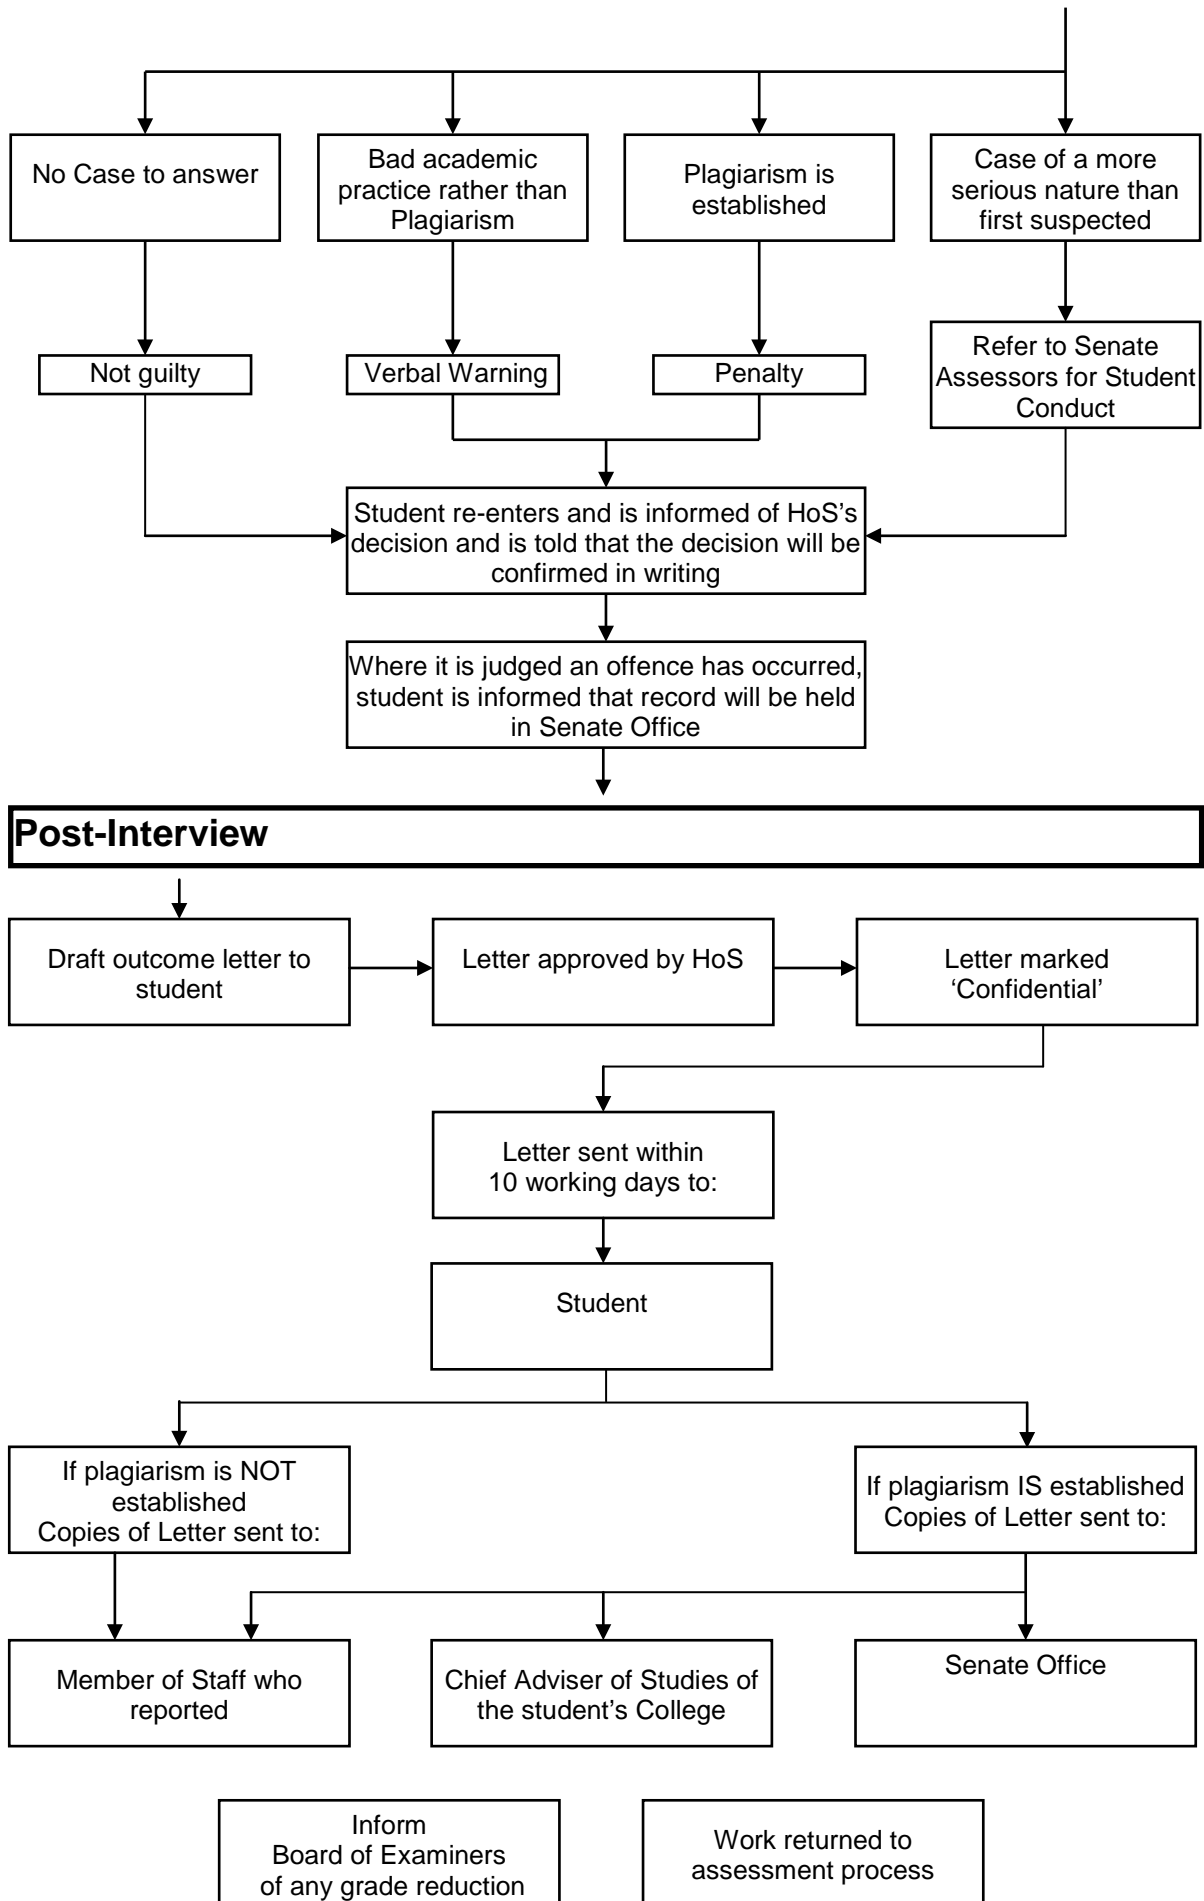 No Case to answer
Bad academic
practice rather than
Plagiarism
Plagiarism is
established
Case of a more
serious nature than
first suspected
Not guilty
Verbal Warning
Penalty
Refer to Senate
Assessors for Student
Conduct
Student re-enters and is informed of HoS’s
decision and is told that the decision will be
confirmed in writing
Where it is judged an offence has occurred,
student is informed that record will be held
in Senate Office
Post-Interview
Draft outcome letter to
student
Letter approved by HoS
Letter marked
‘Confidential’
Letter sent within
10 working days to:
Student
If plagiarism is NOT
established
Copies of Letter sent to:
If plagiarism IS established
Copies of Letter sent to:
Member of Staff who
reported
Chief Adviser of Studies of
the student’s College
Senate Office
Inform
Board of Examiners
of any grade reduction
Work returned to
assessment process